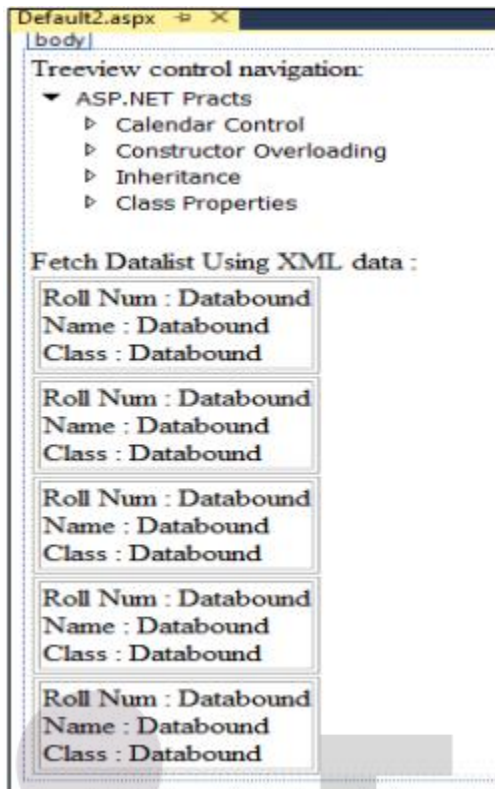 Default2.aspx
body
Treeview control navigation:
ASP.NET Practs
Calendar Control
Constructor Overloading
Inheritance
Class Properties
Fetch Datalist Using XML data :
Roll Num : Databound
Name : Databound
Class : Databound
Roll Num : Databound
Name : Databound
Class : Databound
Roll Num : Databound
Name : Databound
Class : Databound
Roll Num : Databound
Name : Databound
Class : Databound
Roll Num : Databound
Name : Databound
Class : Databound